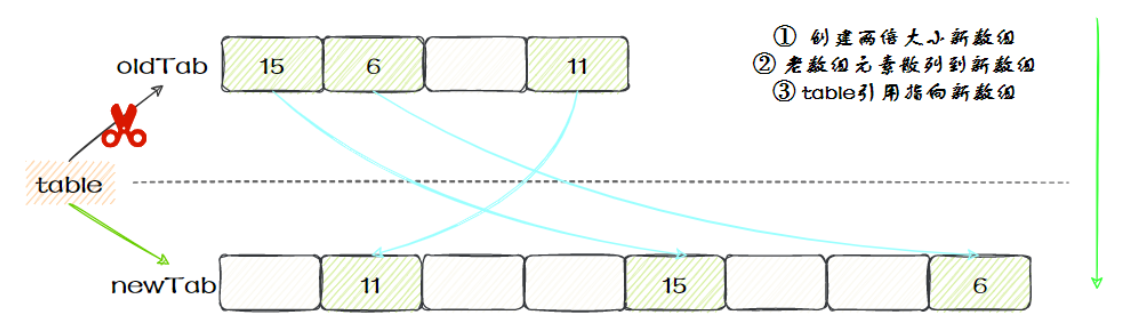 ① 创建两倍大小新数组
② 老数组元素散列到新数组
③ table引用指向新数组
oldTab 15 6 11
table
newTab 11 15 6